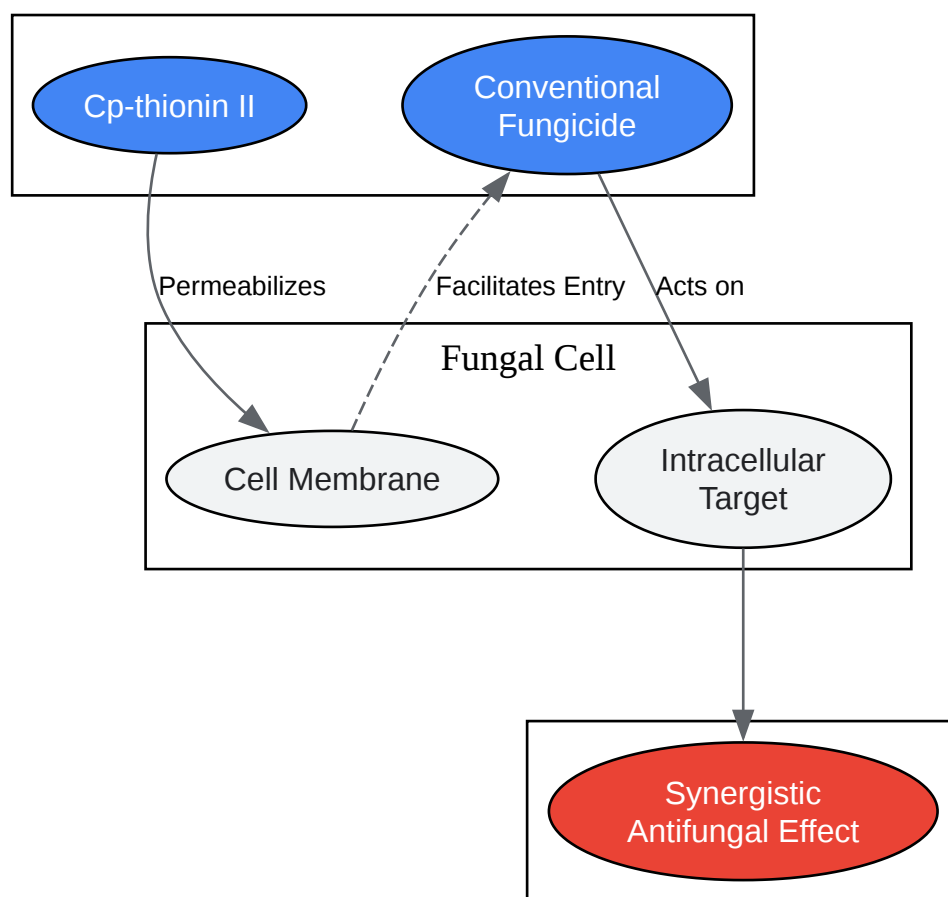 Cp-thionin II
Conventional
Fungicide
Permeabilizes
Facilitates Entry
Acts on
Fungal Cell
Cell Membrane
Intracellular
Target
Synergistic
Antifungal Effect